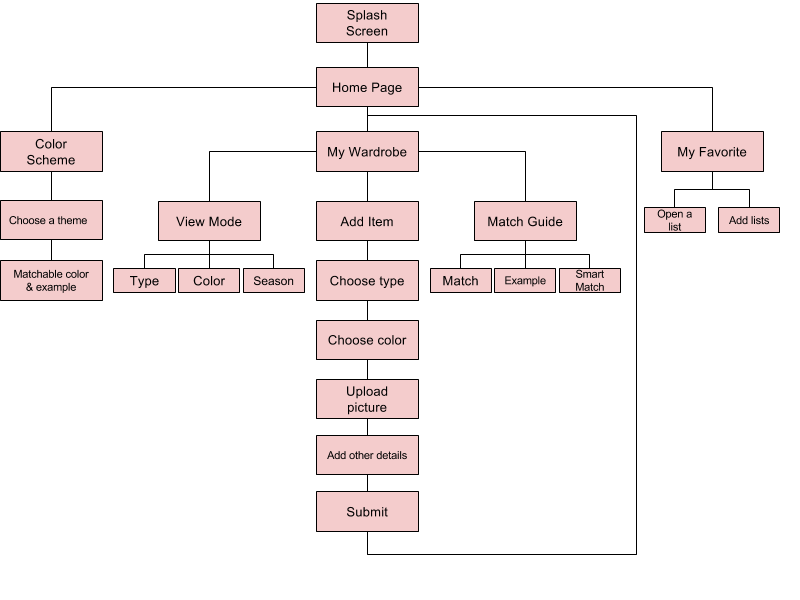 Splash
Screen
Home Page
Color
Scheme
My Wardrobe
My Favorite
Choose a theme
View Mode
Add Item
Match Guide
Open a
list
Add lists
Matchable color
& example
Type
Color
Season
Choose type
Match
Example
Smart
Match
Choose color
Upload
picture
Add other details
Submit